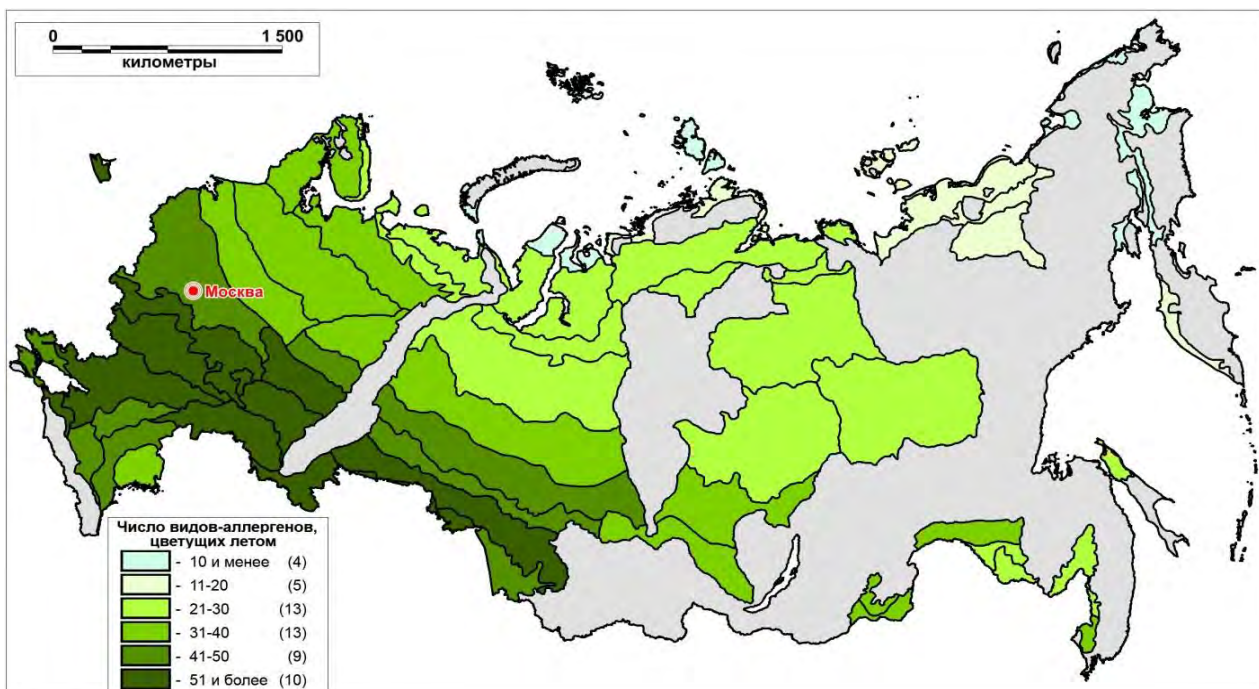 0 1 500
километры
Москва
Число видов-аллергенов,
цветущих летом
- 10 и менее (4)
- 11-20 (5)
- 21-30 (13)
- 31-40 (13)
- 41-50 (9)
- 51 и более (10)